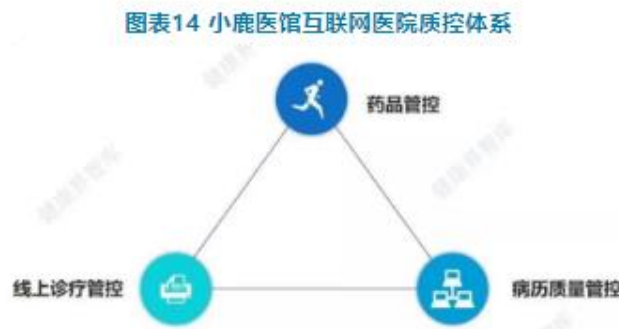 图表14 小鹿医馆互联网医院质控体系
药品管控
线上诊疗管控
病历质量管控